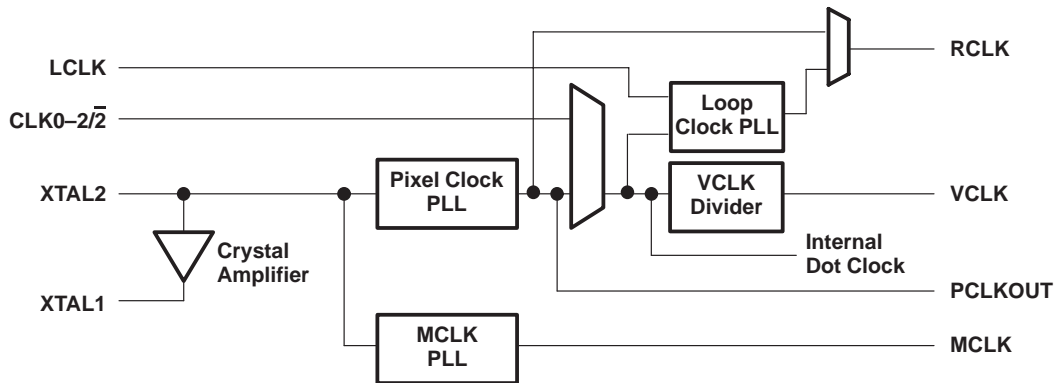 RCLK
LCLK
Loop
Clock PLL
CLK0–2/2̅
Pixel Clock
PLL
VCLK
Divider
XTAL2
VCLK
Crystal
Amplifier
Internal
Dot Clock
XTAL1
PCLKOUT
MCLK
PLL
MCLK